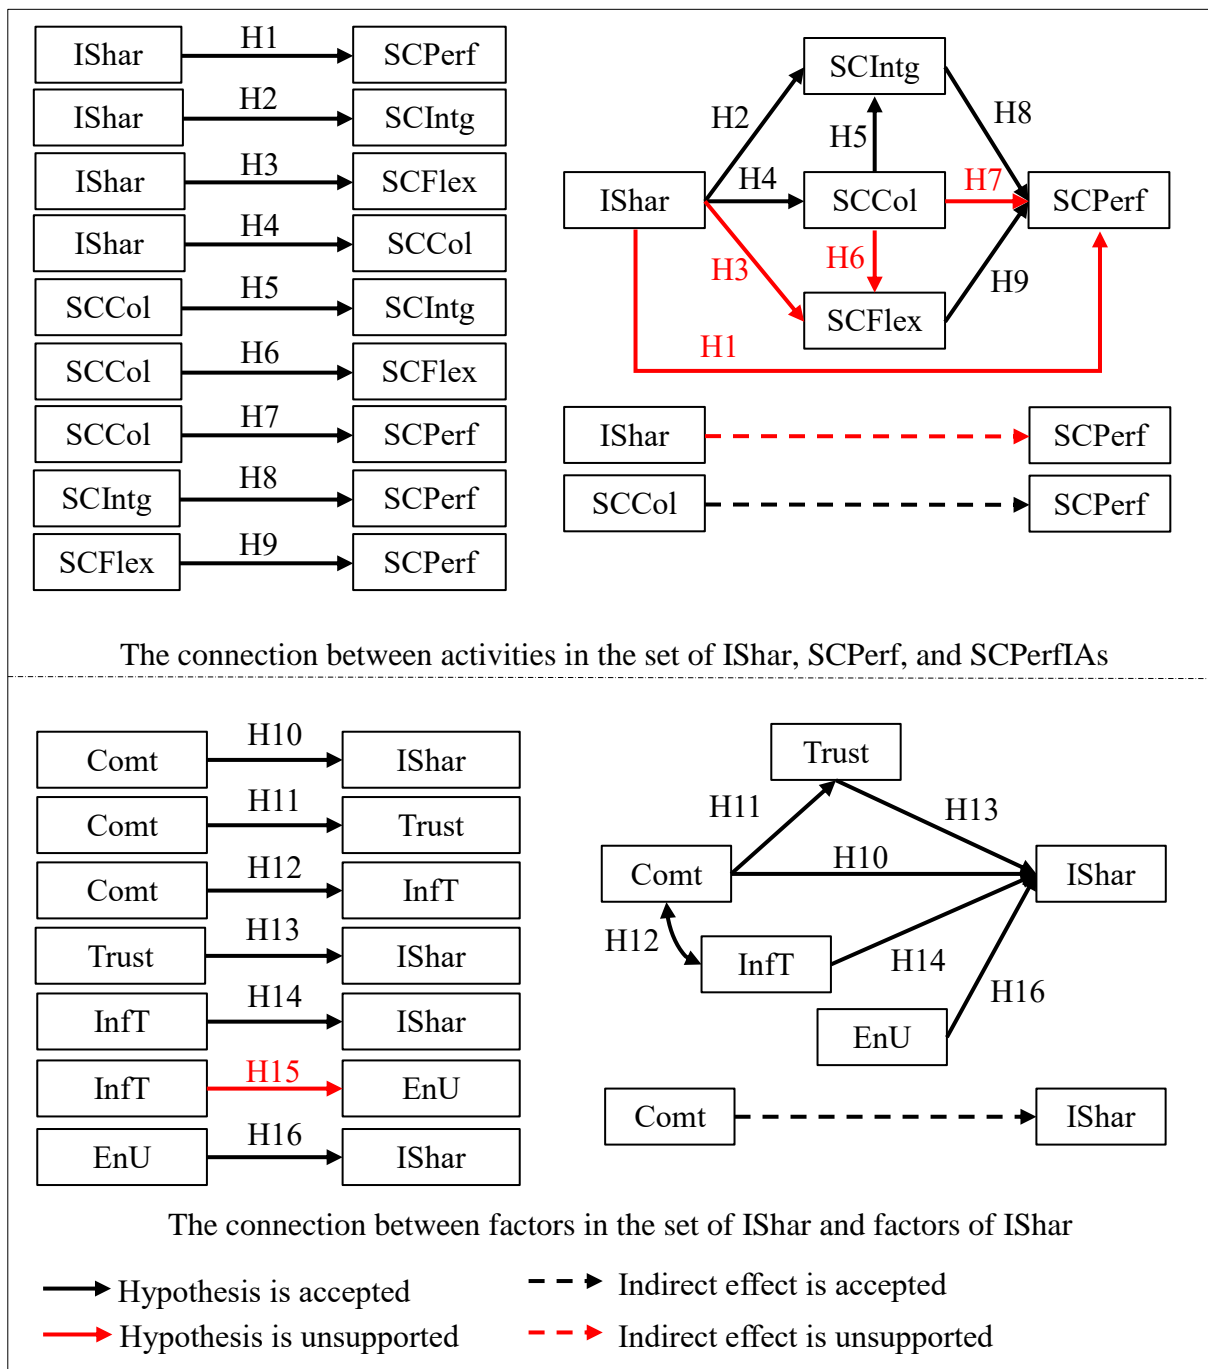 IShar H1 SCPerf
IShar H2 SCIntg
IShar H3 SCFlex
IShar H4 SCCol
SCCol H5 SCIntg
SCCol H6 SCFlex
SCCol H7 SCPerf
SCIntg H8 SCPerf
SCFlex H9 SCPerf
SCIntg
H2 H8
H5
H4 H7
IShar SCCol SCPerf
H3 H6
H9
SCFlex
H1
IShar SCPerf
SCCol SCPerf
The connection between activities in the set of IShar, SCPerf, and SCPerfIAs
Comt H10 IShar
Comt H11 Trust
Comt H12 InfT
Trust H13 IShar
InfT H14 IShar
InfT H15 EnU
EnU H16 IShar
Trust
H11 H13
H10
Comt IShar
H12 InfT H14
H16
EnU
Comt IShar
The connection between factors in the set of IShar and factors of IShar
Hypothesis is accepted
Indirect effect is accepted
Hypothesis is unsupported
Indirect effect is unsupported